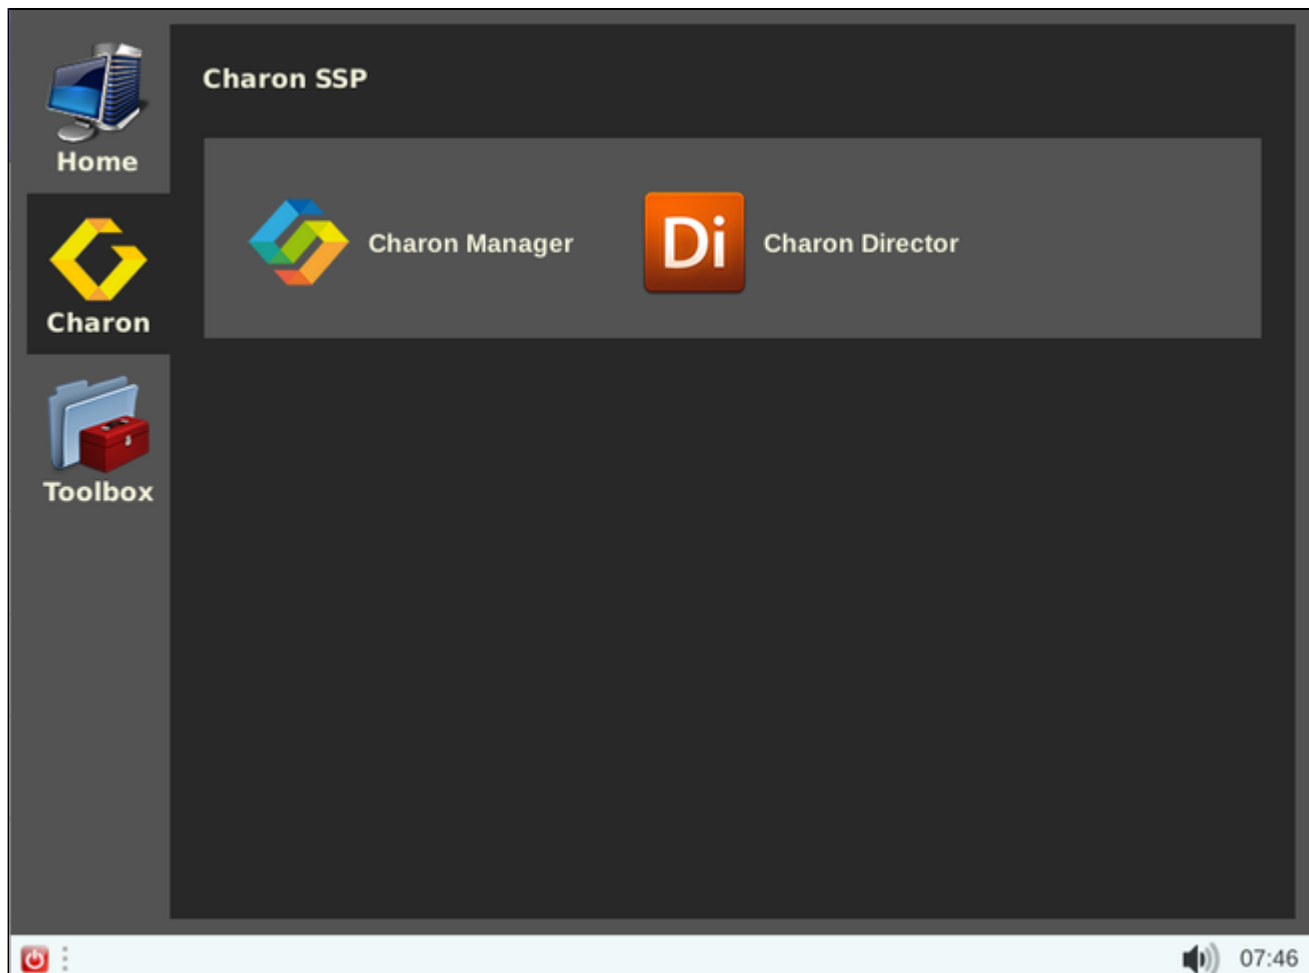 Home
Charon
Toolbox
Charon SSP
Charon Manager
Di
Charon Director
07:46